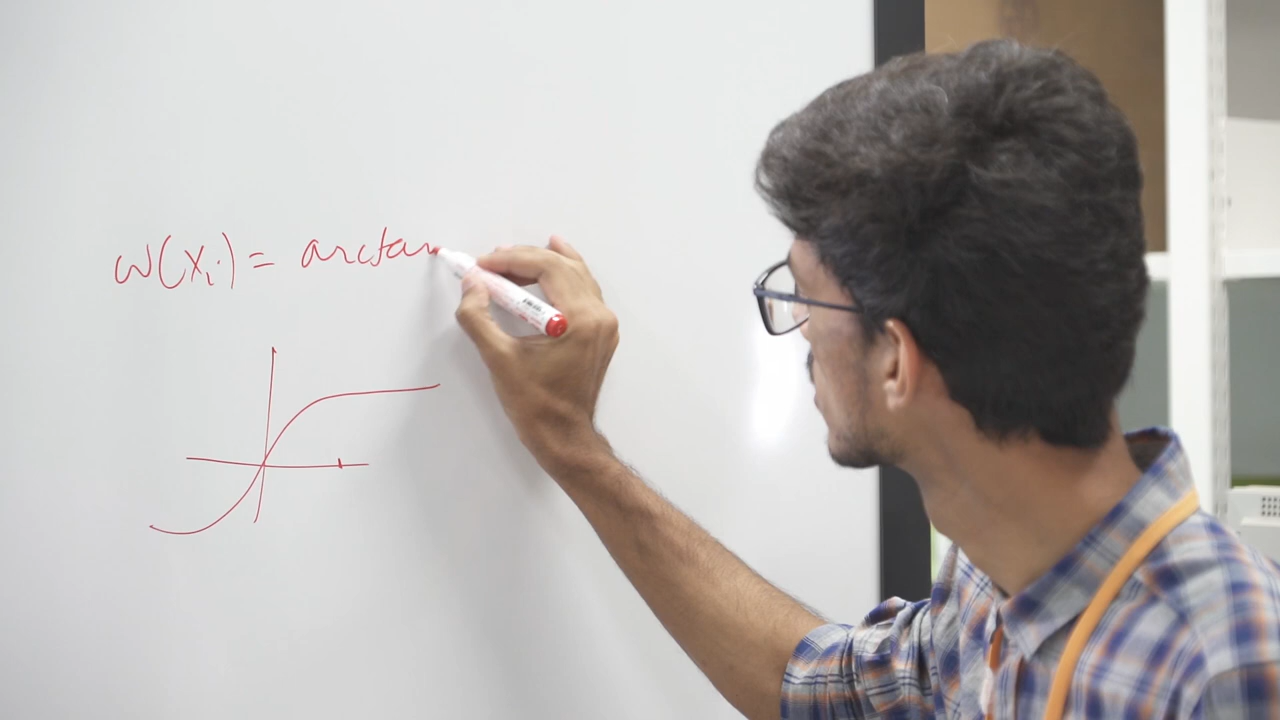 ω(xᵢ) = arctan